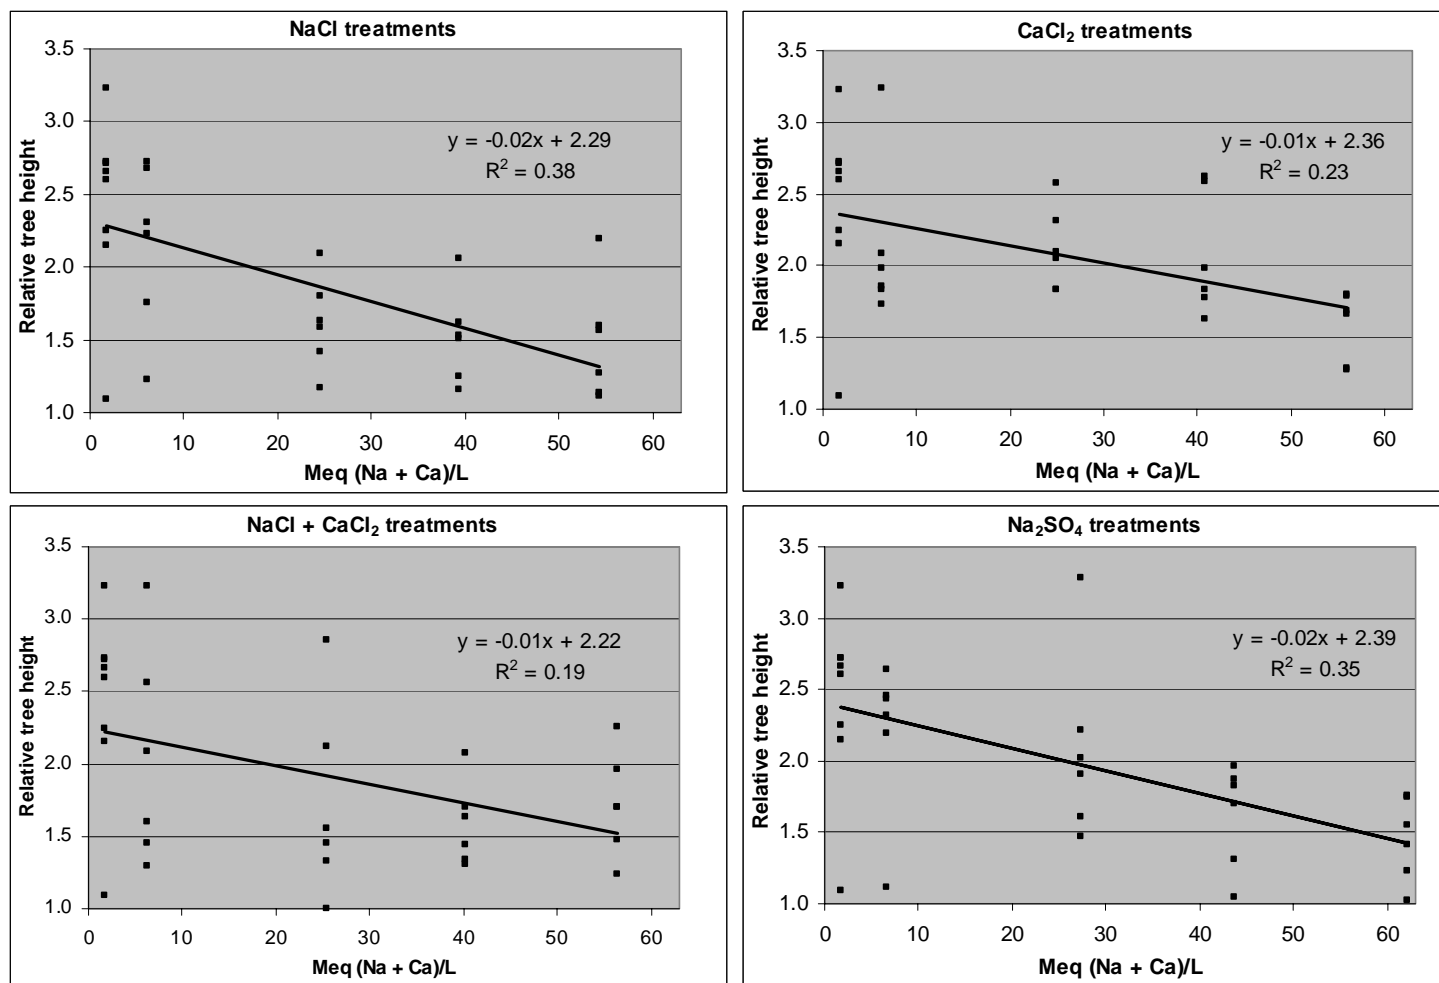 NaCl treatments
3.5
3.0
2.5
2.0
1.5
1.0
Relative tree height
y = -0.02x + 2.29
R² = 0.38
0 10 20 30 40 50 60
Meq (Na + Ca)/L
CaCl₂ treatments
3.5
3.0
2.5
2.0
1.5
1.0
Relative tree height
y = -0.01x + 2.36
R² = 0.23
0 10 20 30 40 50 60
Meq (Na + Ca)/L
NaCl + CaCl₂ treatments
3.5
3.0
2.5
2.0
1.5
1.0
Relative tree height
y = -0.01x + 2.22
R² = 0.19
0 10 20 30 40 50 60
Meq (Na + Ca)/L
Na₂SO₄ treatments
3.5
3.0
2.5
2.0
1.5
1.0
Relative tree height
y = -0.02x + 2.39
R² = 0.35
0 10 20 30 40 50 60
Meq (Na + Ca)/L